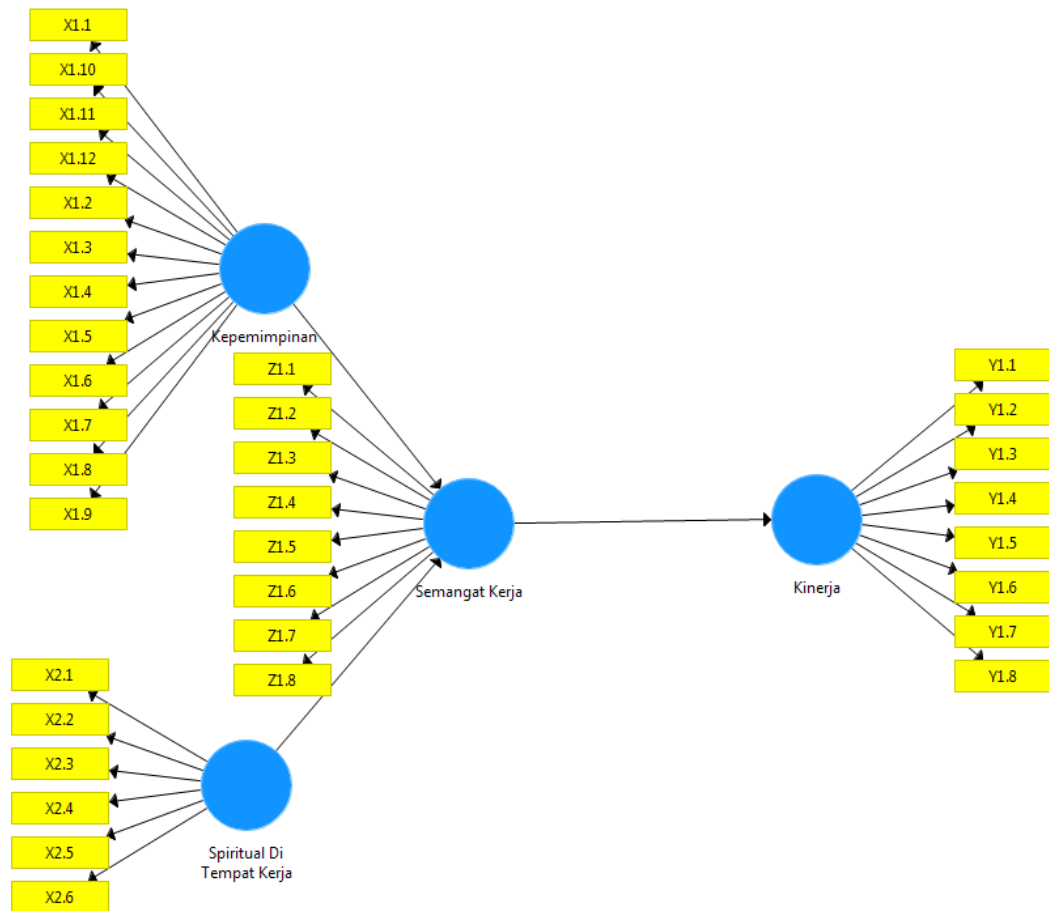 X1.1
X1.10
X1.11
X1.12
X1.2
X1.3
X1.4
X1.5
X1.6
X1.7
X1.8
X1.9
Kepemimpinan
Z1.1
Z1.2
Z1.3
Z1.4
Z1.5
Z1.6
Z1.7
Z1.8
Semangat Kerja
Kinerja
Y1.1
Y1.2
Y1.3
Y1.4
Y1.5
Y1.6
Y1.7
Y1.8
X2.1
X2.2
X2.3
X2.4
X2.5
X2.6
Spiritual Di
Tempat Kerja